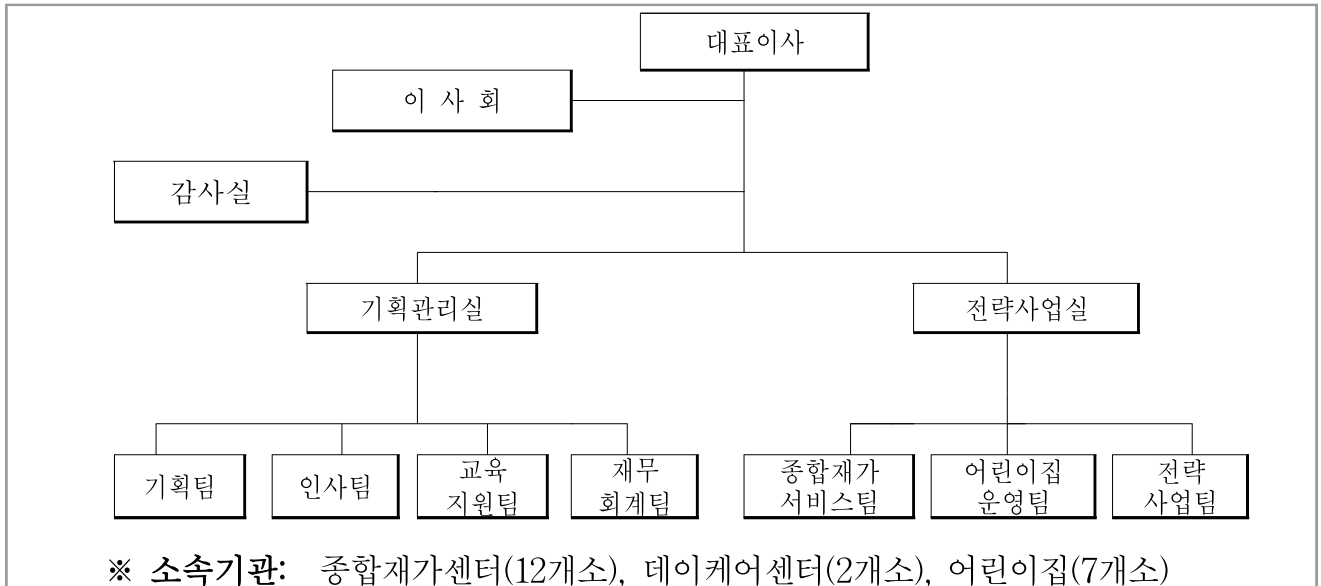 대표이사
이 사 회
감사실
기획관리실
전략사업실
기획팀
인사팀
교육
지원팀
재무
회계팀
종합재가
서비스팀
어린이집
운영팀
전략
사업팀
※ 소속기관: 종합재가센터(12개소), 데이케어센터(2개소), 어린이집(7개소)